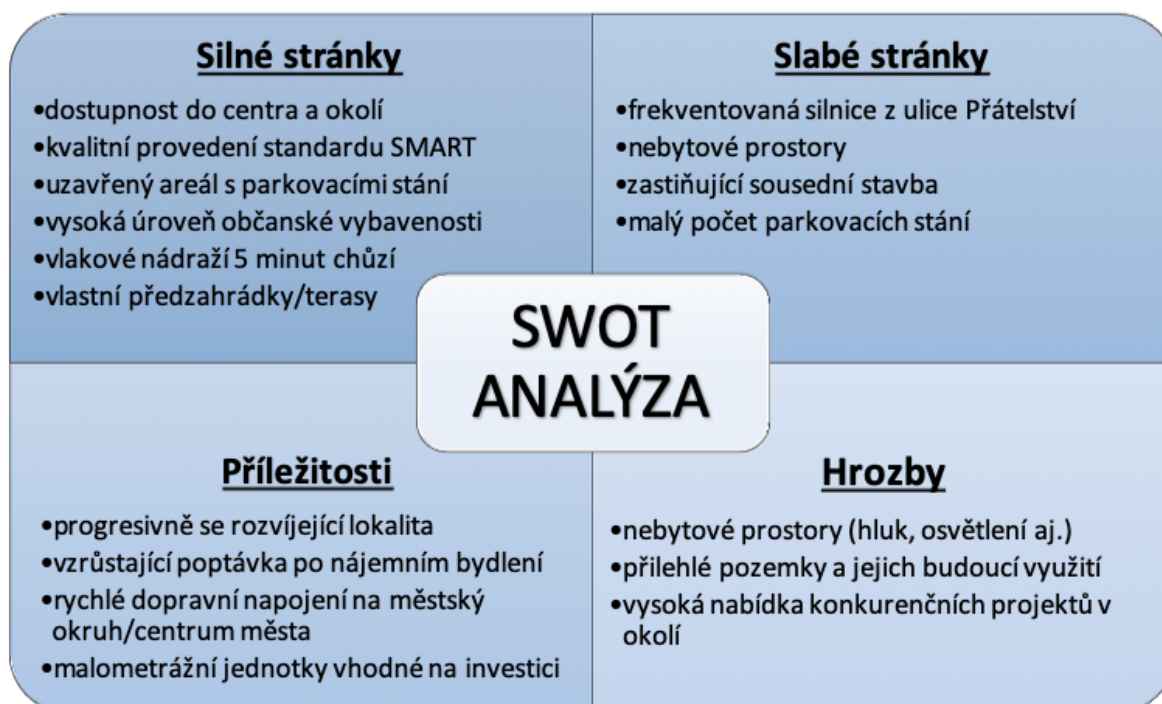 Silné stránky
•dostupnost do centra a okolí
•kvalitní provedení standardu SMART
•uzavřený areál s parkovacími stání
•vysoká úroveň občanské vybavenosti
•vlakové nádraží 5 minut chůzí
•vlastní předzahrádky/terasy
Slabé stránky
•frekventovaná silnice z ulice Přátelství
•nebytové prostory
•zastiňující sousední stavba
•malý počet parkovacích stání
SWOT
ANALÝZA
Příležitosti
•progresivně se rozvíjející lokalita
•vzrůstající poptávka po nájemním bydlení
•rychlé dopravní napojení na městský
okruh/centrum města
•malometrážní jednotky vhodné na investici
Hrozby
•nebytové prostory (hluk, osvětlení aj.)
•přilehlé pozemky a jejich budoucí využití
•vysoká nabídka konkurenčních projektů v
okolí